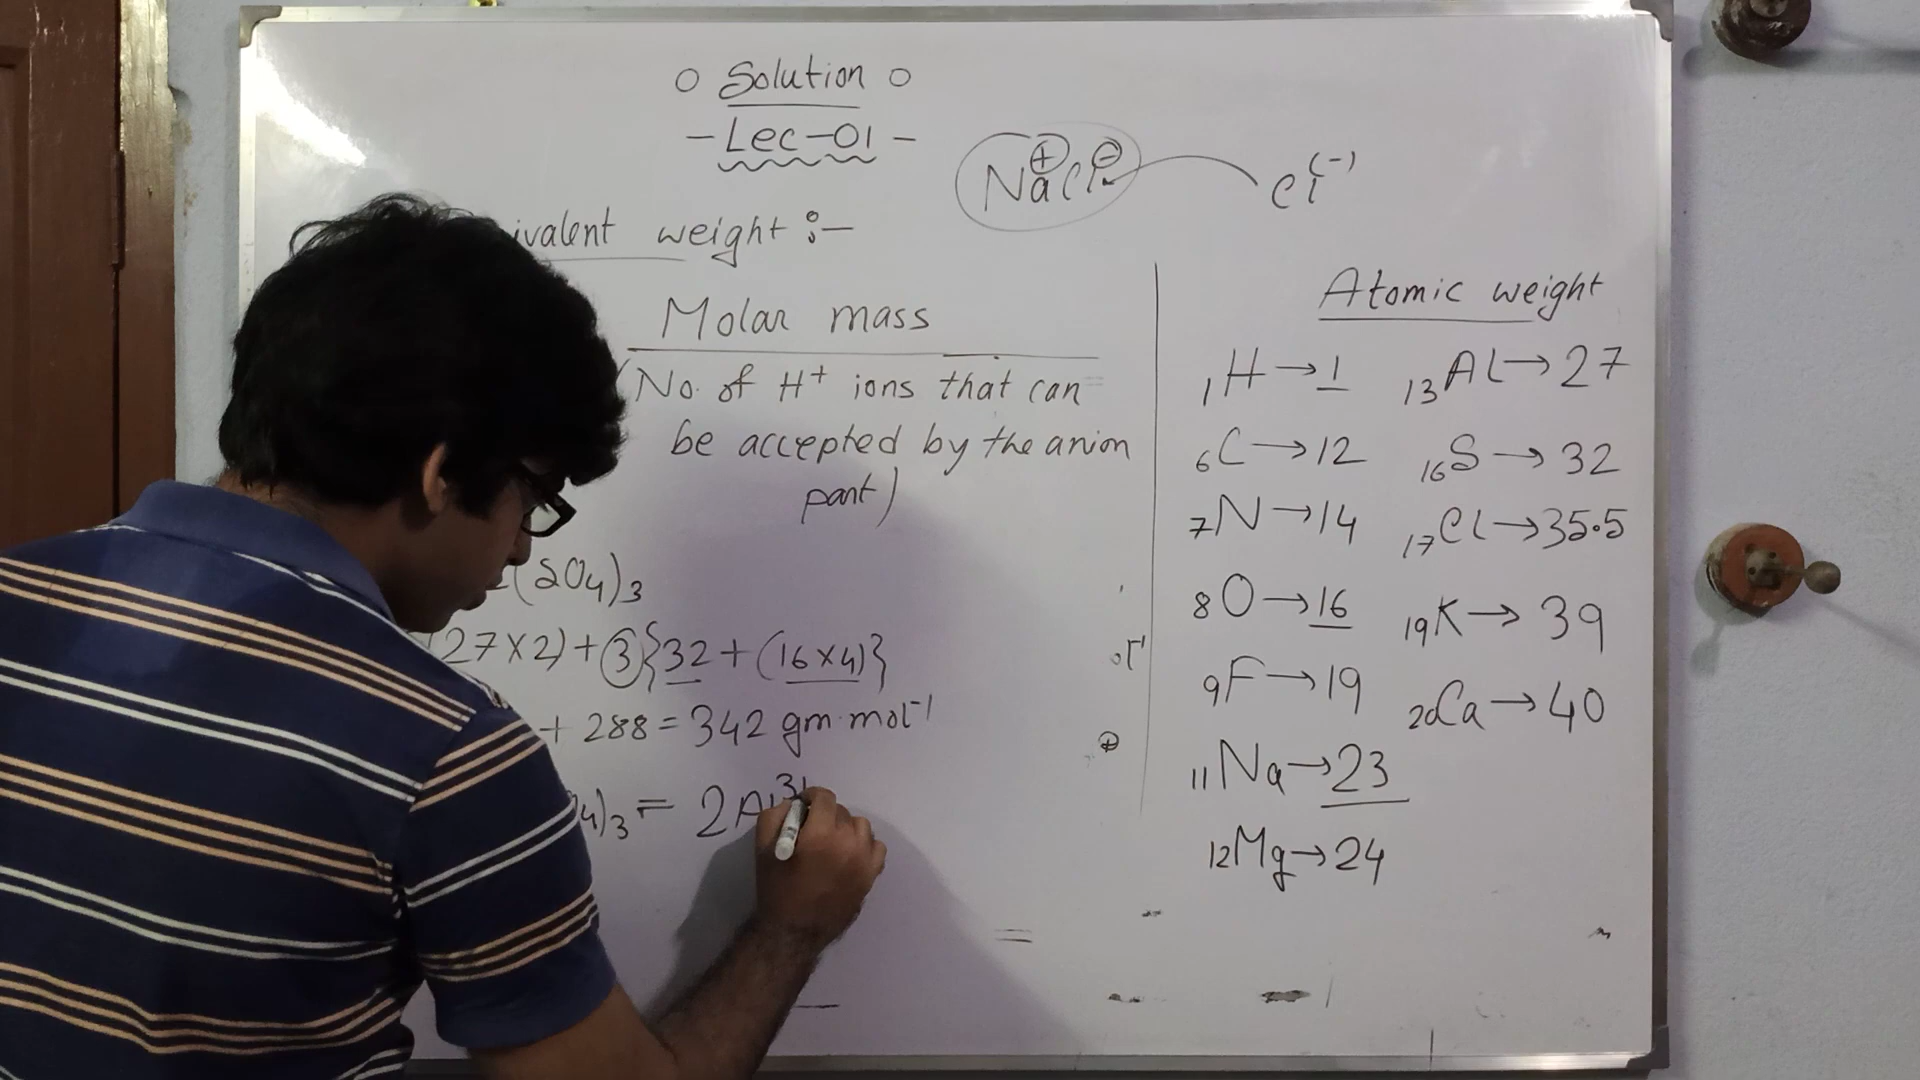 ○ Solution ○
-Lec-01-
Na⊕Cl⊖ Cl(-)
ivalent weight :-
Molar mass
(No. of H+ ions that can
be accepted by the anion
part)
(SO4)3
(27×2)+③{32+(16×4)}
+ 288=342 gm·mol-1
4)3= 2Al3+
Atomic weight
1H→1 13Al→27
6C→12 16S→32
7N→14 17Cl→35.5
8O→16 19K→39
9F→19 20Ca→40
11Na→23
12Mg→24